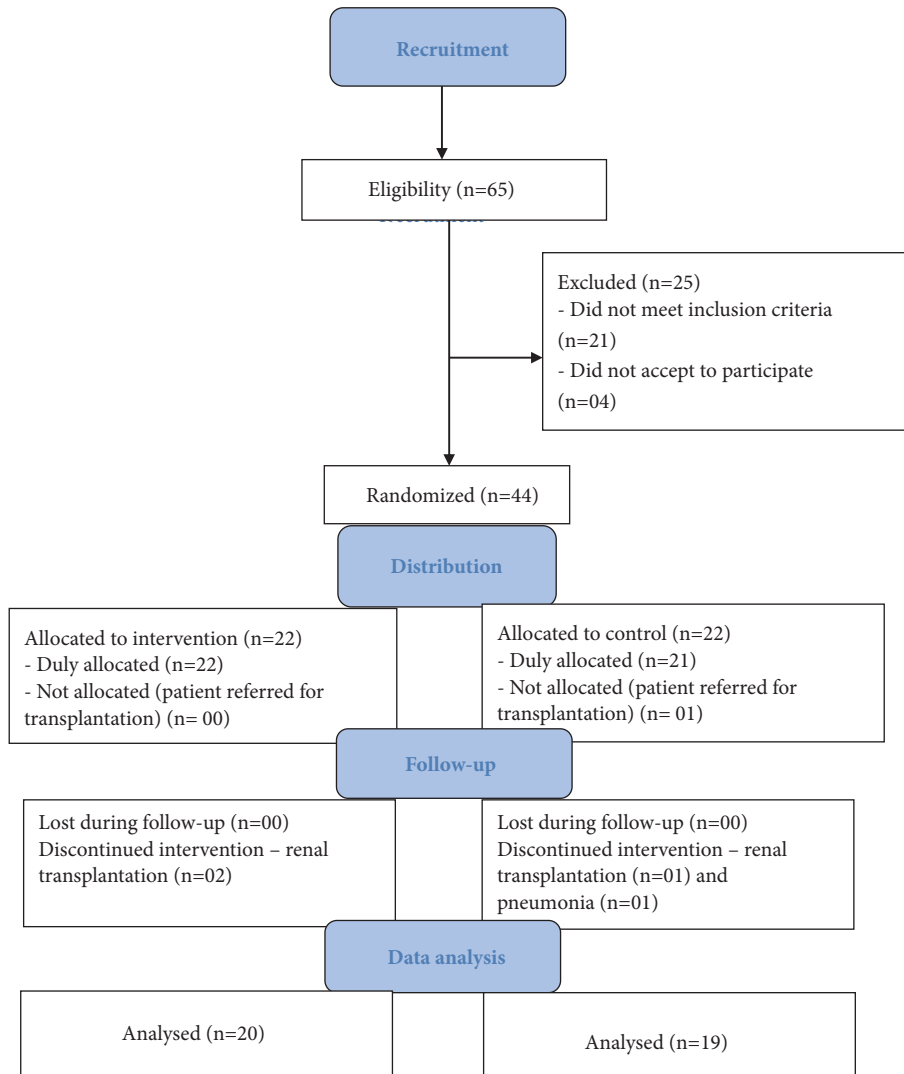 Recruitment
Eligibility (n=65)
Excluded (n=25)
- Did not meet inclusion criteria
(n=21)
- Did not accept to participate
(n=04)
Randomized (n=44)
Distribution
Allocated to intervention (n=22)
- Duly allocated (n=22)
- Not allocated (patient referred for
transplantation) (n= 00)
Allocated to control (n=22)
- Duly allocated (n=21)
- Not allocated (patient referred for
transplantation) (n= 01)
Follow-up
Lost during follow-up (n=00)
Discontinued intervention – renal
transplantation (n=02)
Lost during follow-up (n=00)
Discontinued intervention – renal
transplantation (n=01) and
pneumonia (n=01)
Data analysis
Analysed (n=20)
Analysed (n=19)